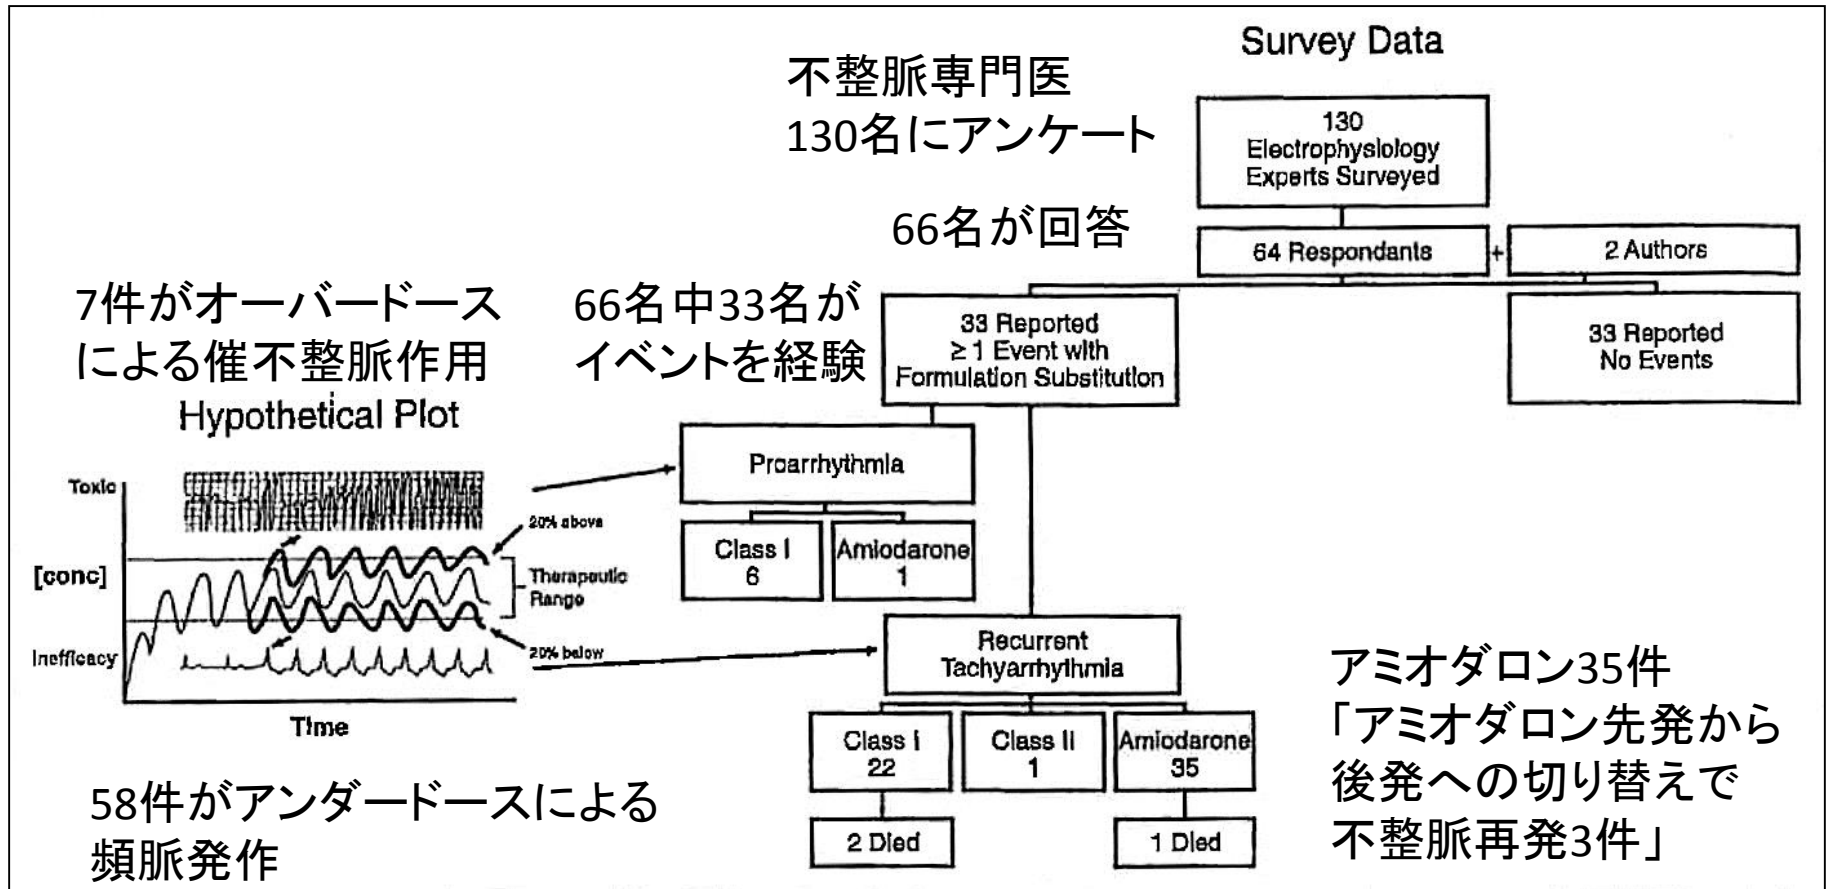 Survey Data
不整脈専門医
130名にアンケート
130
Electrophysiology
Experts Surveyed
66名が回答
64 Respondants
+
2 Authors
7件がオーバードース
による催不整脈作用
66名中33名が
イベントを経験
33 Reported
≥ 1 Event with
Formulation Substitution
33 Reported
No Events
Hypothetical Plot
Toxic
[conc]
Inefficacy
20% above
Therapeutic
Range
20% below
Time
Proarrhythmia
Class I
6
Amiodarone
1
Recurrent
Tachyarrhythmia
Class I
22
Class II
1
Amiodarone
35
2 Died
1 Died
58件がアンダードースによる
頻脈発作
アミオダロン35件
「アミオダロン先発から
後発への切り替えで
不整脈再発3件」